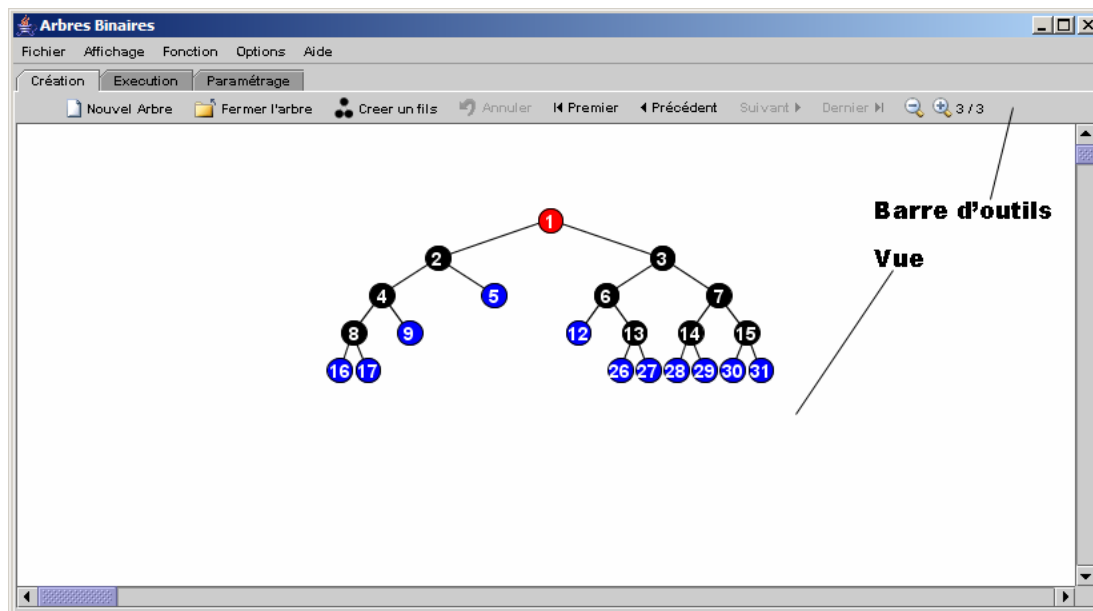 Arbres Binaires
Fichier Affichage Fonction Options Aide
Création Execution Paramétrage
Nouvel Arbre Fermer l'arbre Creer un fils Annuler Premier Précédent Suivant Dernier 3 / 3
Barre d'outils
Vue
1
2 3
4 5 6 7
8 9 12 13 14 15
16 17 26 27 28 29 30 31